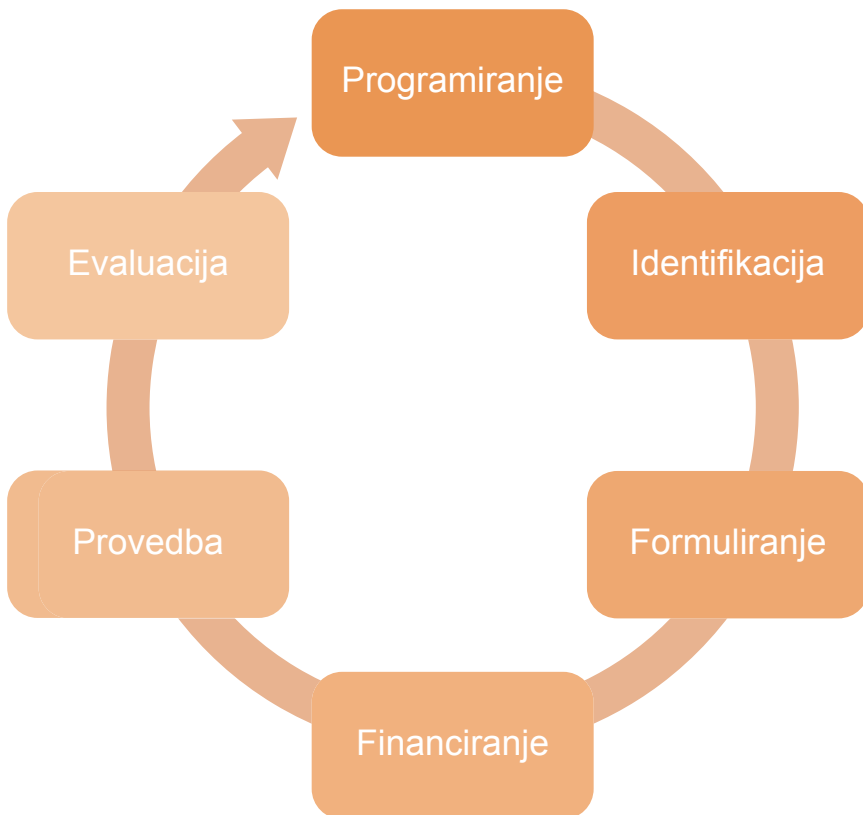 Programiranje
Identifikacija
Formuliranje
Financiranje
Provedba
Evaluacija